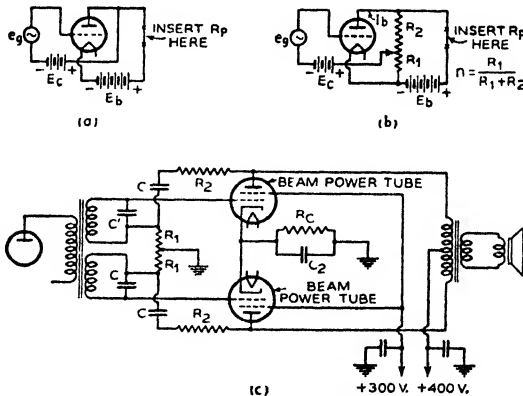 eg
INSERT Rp
HERE
- Ec +
- Eb +
(a)
eg
Ib
R2
R1
INSERT Rp
HERE
n = R1 / R1+R2
- Ec +
- Eb +
(b)
C
R2
BEAM POWER TUBE
C'
R1
R1
RC
C2
C
C
R2
BEAM
POWER TUBE
+300 V.
+400 V.
(c)